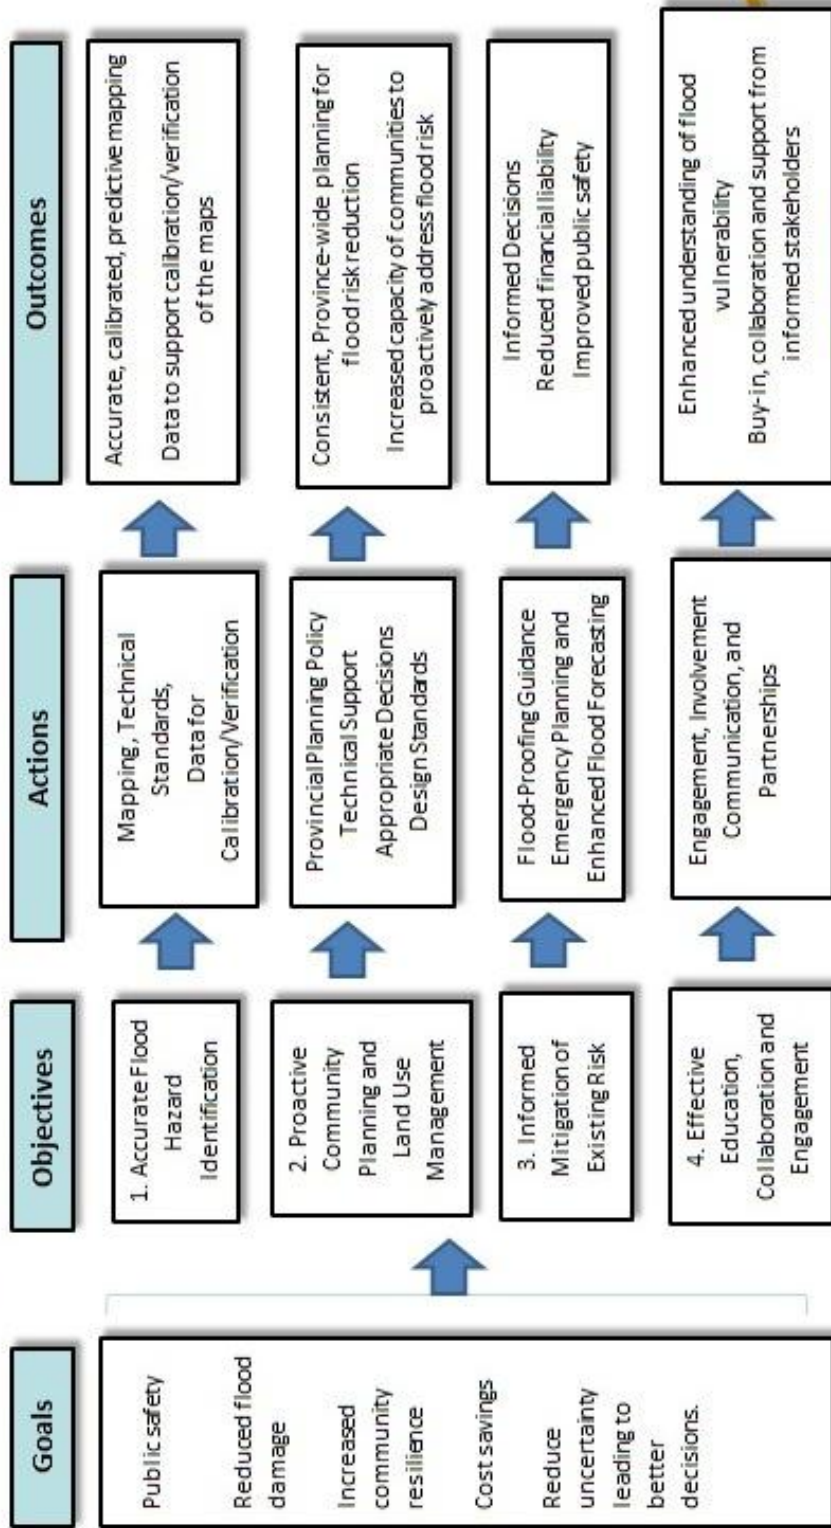 Goals
Objectives
Actions
Outcomes
Public safety
Reduced flood
damage
Increased
community
resilience
Cost savings
Reduce
uncertainty
leading to
better
decisions.
1. Accurate Flood
Hazard
Identification
Mapping, Technical
Standards,
Data for
Calibration/Verification
Accurate, calibrated, predictive mapping
Data to support calibration/verification
of the maps
2. Proactive
Community
Planning and
Land Use
Management
Provincial Planning Policy
Technical Support
Appropriate Decisions
Design Standards
Consistent, Province-wide planning for
flood risk reduction
Increased capacity of communities to
proactively address flood risk
3. Informed
Mitigation of
Existing Risk
Flood-Proofing Guidance
Emergency Planning and
Enhanced Flood Forecasting
Informed Decisions
Reduced financial liability
Improved public safety
4. Effective
Education,
Collaboration and
Engagement
Engagement, Involvement
Communication, and
Partnerships
Enhanced understanding of flood
vulnerability
Buy-in, collaboration and support from
informed stakeholders